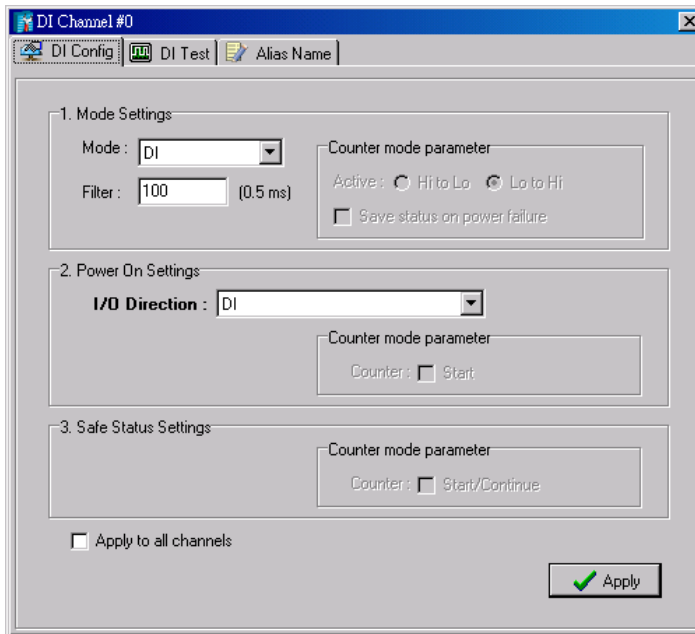 DI Channel #0
DI Config DI Test Alias Name
1. Mode Settings
Mode : DI
Filter : 100 (0.5 ms)
Counter mode parameter
Active : Hi to Lo Lo to Hi
Save status on power failure
2. Power On Settings
I/O Direction : DI
Counter mode parameter
Counter : Start
3. Safe Status Settings
Counter mode parameter
Counter : Start/Continue
Apply to all channels
Apply